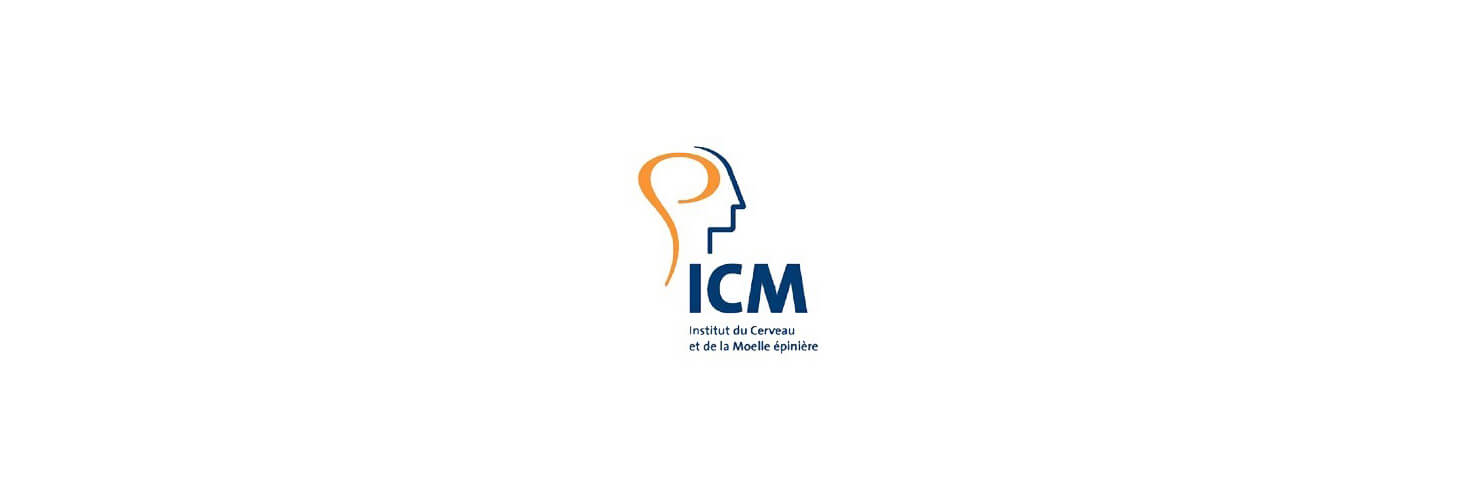 ICM
Institut du Cerveau
et de la Moelle épinière